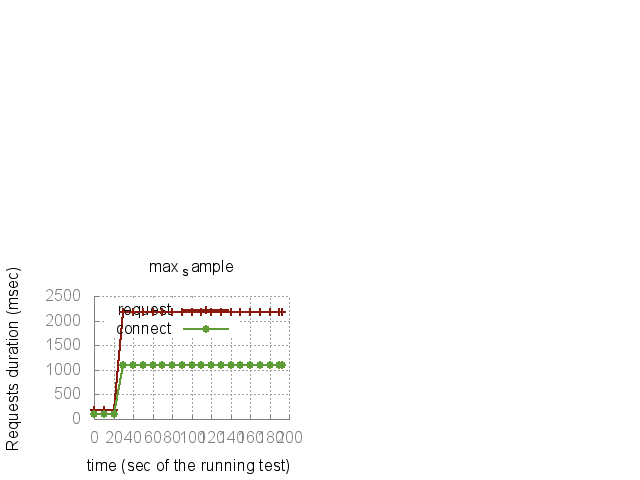 max s ample
Requests duration (msec)
2500
2000
1500
1000
500
0
request
connect
0 20 40 60 80 100 120 140 160 180 200
time (sec of the running test)